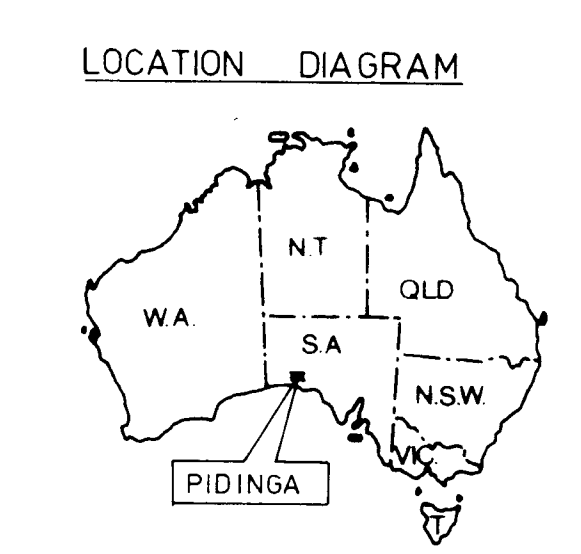 LOCATION DIAGRAM
N.T
QLD
W.A.
S.A
N.S.W.
VIC.
PIDINGA
T